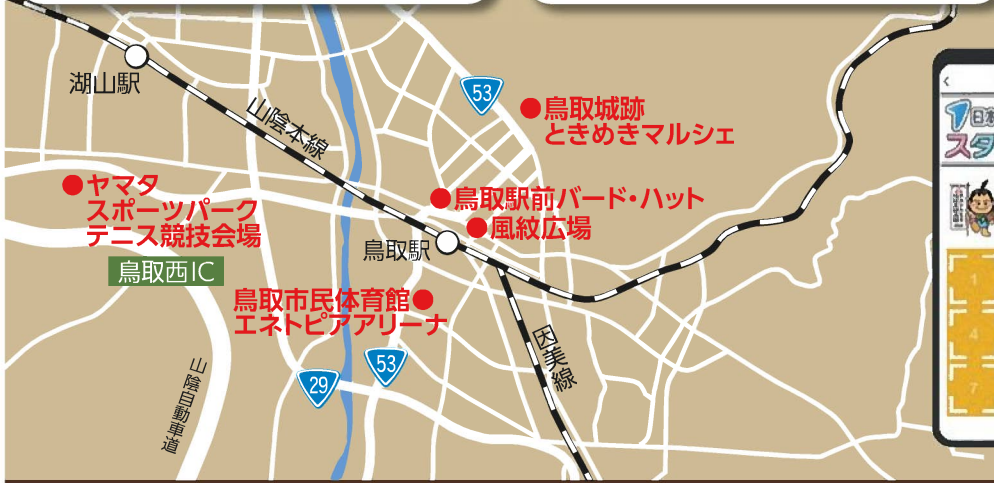 湖山駅
山陰本線
53
鳥取城跡
ときめきマルシェ
ヤマタ
スポーツパーク
テニス競技会場
鳥取駅前バード・ハット
風紋広場
鳥取駅
鳥取西IC
鳥取市民体育館
エネトピアアリーナ
因美線
53
29
山陰自動車道
1
4
7